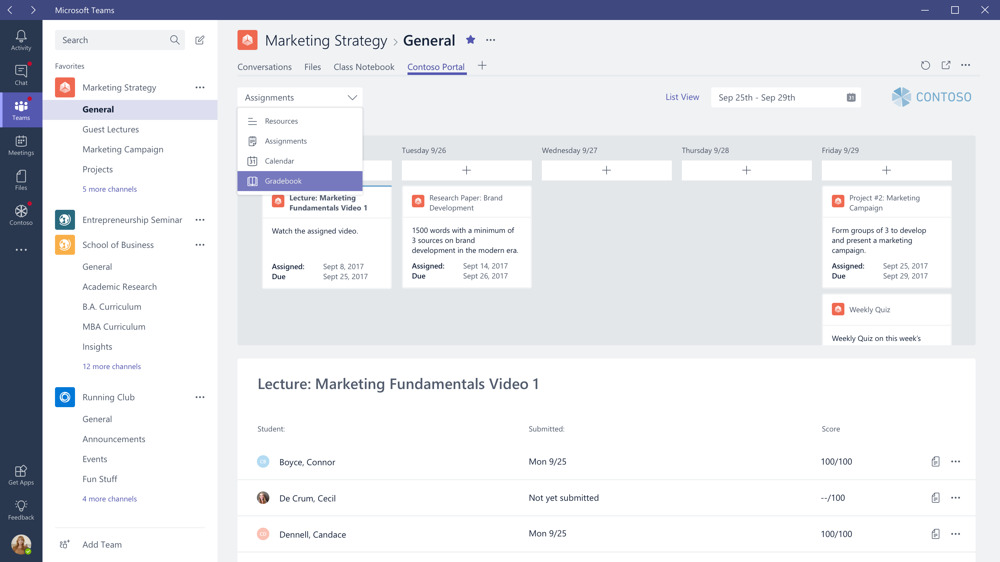 Microsoft Teams
Activity
Chat
Teams
Meetings
Files
Contoso
Get Apps
Feedback
Search
Favorites
Marketing Strategy
General
Guest Lectures
Marketing Campaign
Projects
5 more channels
Entrepreneurship Seminar
School of Business
General
Academic Research
B.A. Curriculum
MBA Curriculum
Insights
12 more channels
Running Club
General
Announcements
Events
Fun Stuff
4 more channels
Add Team
Marketing Strategy > General
Conversations Files Class Notebook Contoso Portal
Assignments
List View
Sep 25th - Sep 29th
31
CONTOSO
Resources
Assignments
31 Calendar
Gradebook
Tuesday 9/26
Wednesday 9/27
Thursday 9/28
Friday 9/29
Lecture: Marketing
Fundamentals Video 1
Watch the assigned video.
Assigned: Sept 8, 2017
Due Sept 25, 2017
Research Paper: Brand
Development
1500 words with a minimum of
3 sources on brand
development in the modern era.
Assigned: Sept 14, 2017
Due Sept 26, 2017
Project #2: Marketing
Campaign
Form groups of 3 to develop
and present a marketing
campaign.
Assigned: Sept 25, 2017
Due Sept 29, 2017
Weekly Quiz
Weekly Quiz on this week’s
Lecture: Marketing Fundamentals Video 1
Student: Submitted: Score
CB Boyce, Connor Mon 9/25 100/100
De Crum, Cecil Not yet submitted --/100
CD Dennell, Candace Mon 9/25 100/100